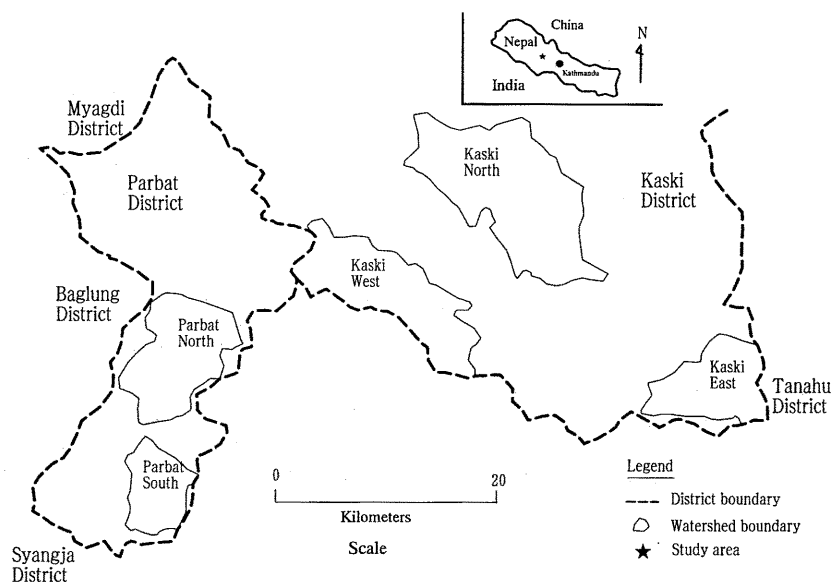 China
N
Nepal
Kathmandu
India
Myagdi
District
Kaski
North
Parbat
District
Kaski
District
Kaski
West
Baglung
District
Parbat
North
Kaski
East
Tanahu
District
Parbat
South
0
20
Kilometers
Scale
Legend
District boundary
Watershed boundary
Study area
Syangja
District